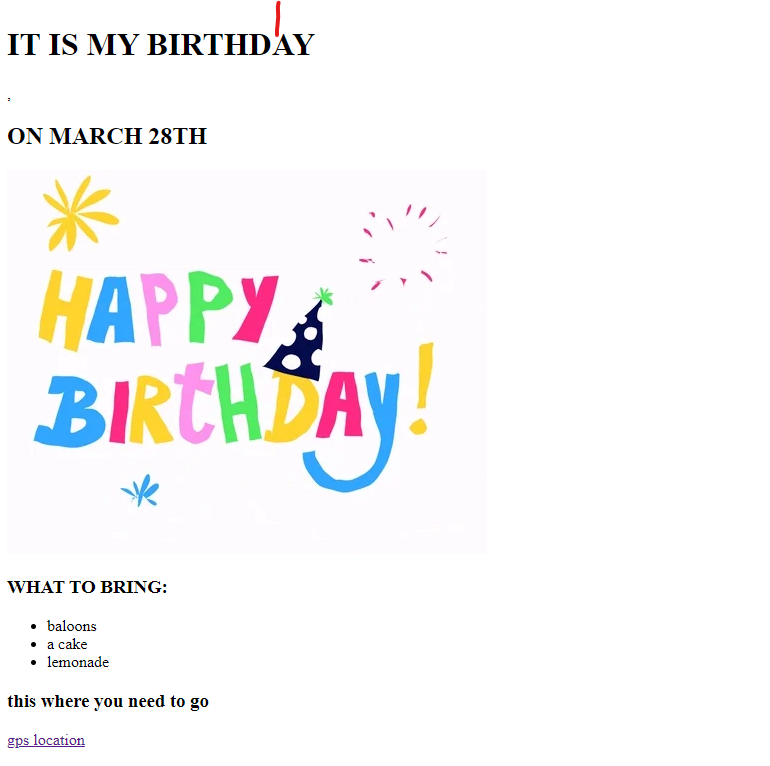 IT IS MY BIRTHDAY
,
ON MARCH 28TH
HAPPY
BIRtHDAy!
WHAT TO BRING:
baloons
a cake
lemonade
this where you need to go
gps location